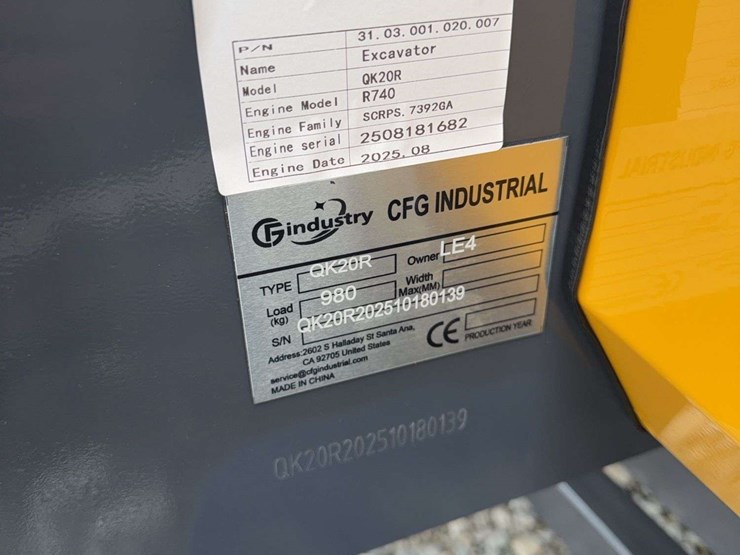 P/N 31.03.001.020.007
Name Excavator
Model QK20R
Engine Model R740
Engine Family SCRPS.7392GA
Engine serial 2508181682
Engine Date 2025.08
CFG industry CFG INDUSTRIAL
TYPE QK20R Owner LE4
Load (kg) 980 Width Max(MM)
S/N QK20R202510180139
Address:2602 S Halladay St Santa Ana,
CA 92705 United States
CE PRODUCTION YEAR
service@cfgindustrial.com
MADE IN CHINA
QK20R202510180139